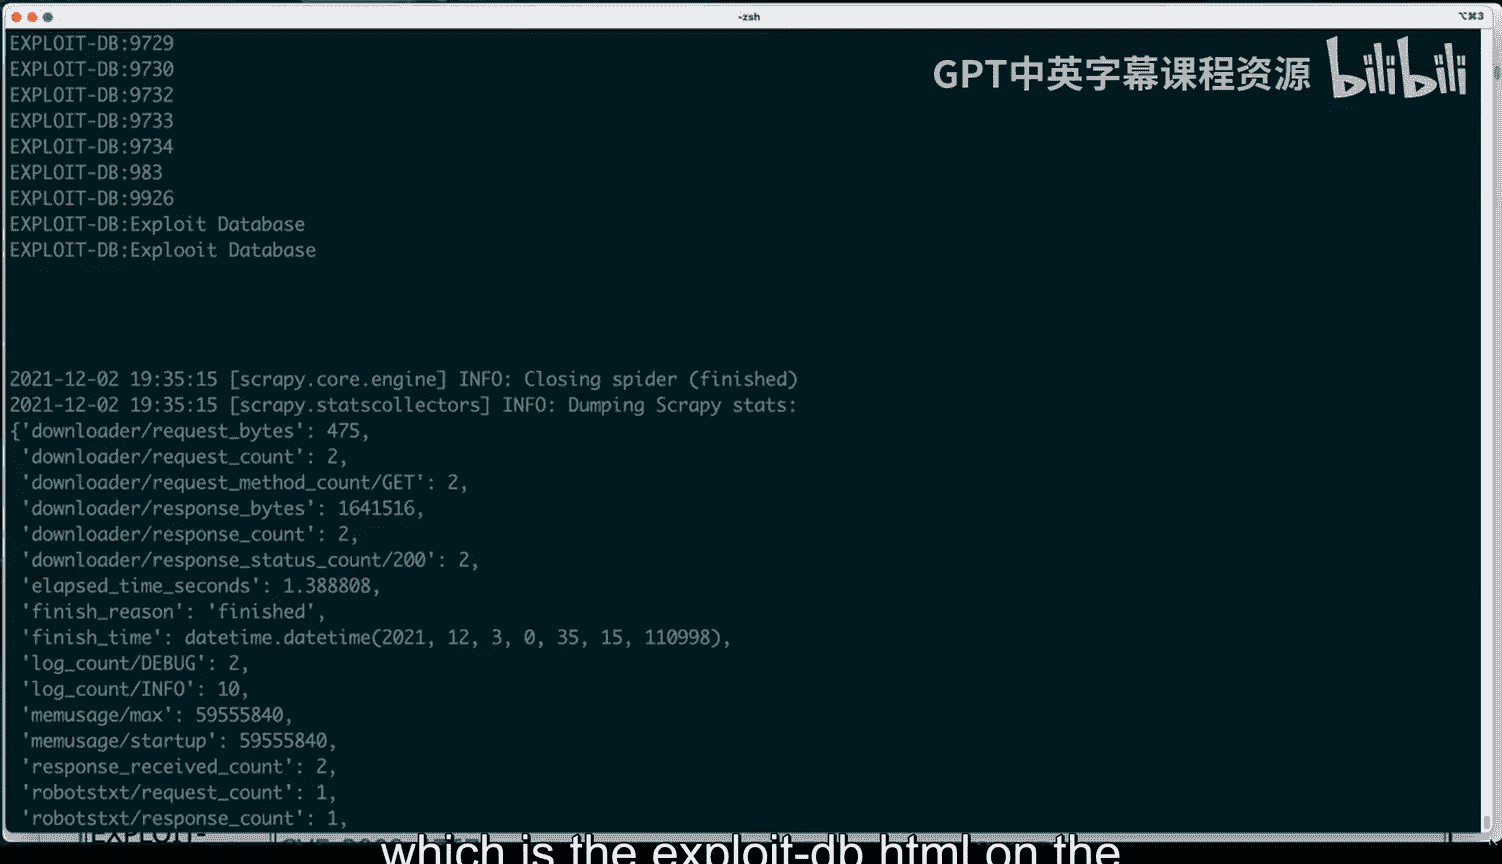 -zsh
⌥⌘3
EXPLOIT-DB:9729
EXPLOIT-DB:9730
EXPLOIT-DB:9732
EXPLOIT-DB:9733
EXPLOIT-DB:9734
EXPLOIT-DB:983
EXPLOIT-DB:9926
EXPLOIT-DB:Exploit Database
EXPLOIT-DB:Explooit Database
GPT中英字幕课程资源 bilibili
2021-12-02 19:35:15 [scrapy.core.engine] INFO: Closing spider (finished)
2021-12-02 19:35:15 [scrapy.statscollectors] INFO: Dumping Scrapy stats:
{'downloader/request_bytes': 475,
'downloader/request_count': 2,
'downloader/request_method_count/GET': 2,
'downloader/response_bytes': 1641516,
'downloader/response_count': 2,
'downloader/response_status_count/200': 2,
'elapsed_time_seconds': 1.388808,
'finish_reason': 'finished',
'finish_time': datetime.datetime(2021, 12, 3, 0, 35, 15, 110998),
'log_count/DEBUG': 2,
'log_count/INFO': 10,
'memusage/max': 59555840,
'memusage/startup': 59555840,
'response_received_count': 2,
'robotstxt/request_count': 1,
'robotstxt/response_count': 1,
EXPLOIT-
which is the exploit-db html on the